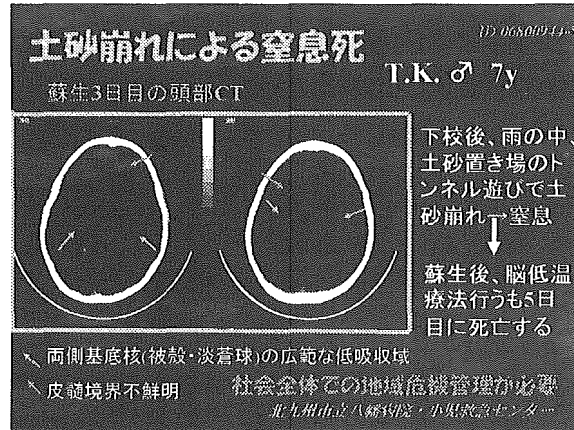 土砂崩れによる窒息死
T.K. ♂ 7y
蘇生3日目の頭部CT
下校後、雨の中、
土砂置き場のト
ンネル遊びで土
砂崩れ→窒息
蘇生後、脳低温
療法行うも5日
目に死亡する
両側基底核(被殻・淡蒼球)の広範な低吸収域
皮髄境界不鮮明
社会全体での地域危機管理が必要
北九州市立八幡病院・小児救急センター